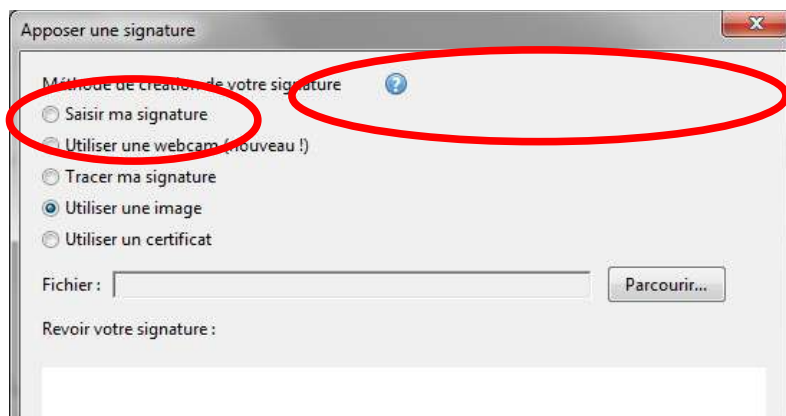 Apposer une signature
Méthode de création de votre signature
Saisir ma signature
Utiliser une webcam (nouveau !)
Tracer ma signature
Utiliser une image
Utiliser un certificat
Fichier : Parcourir...
Revoir votre signature :